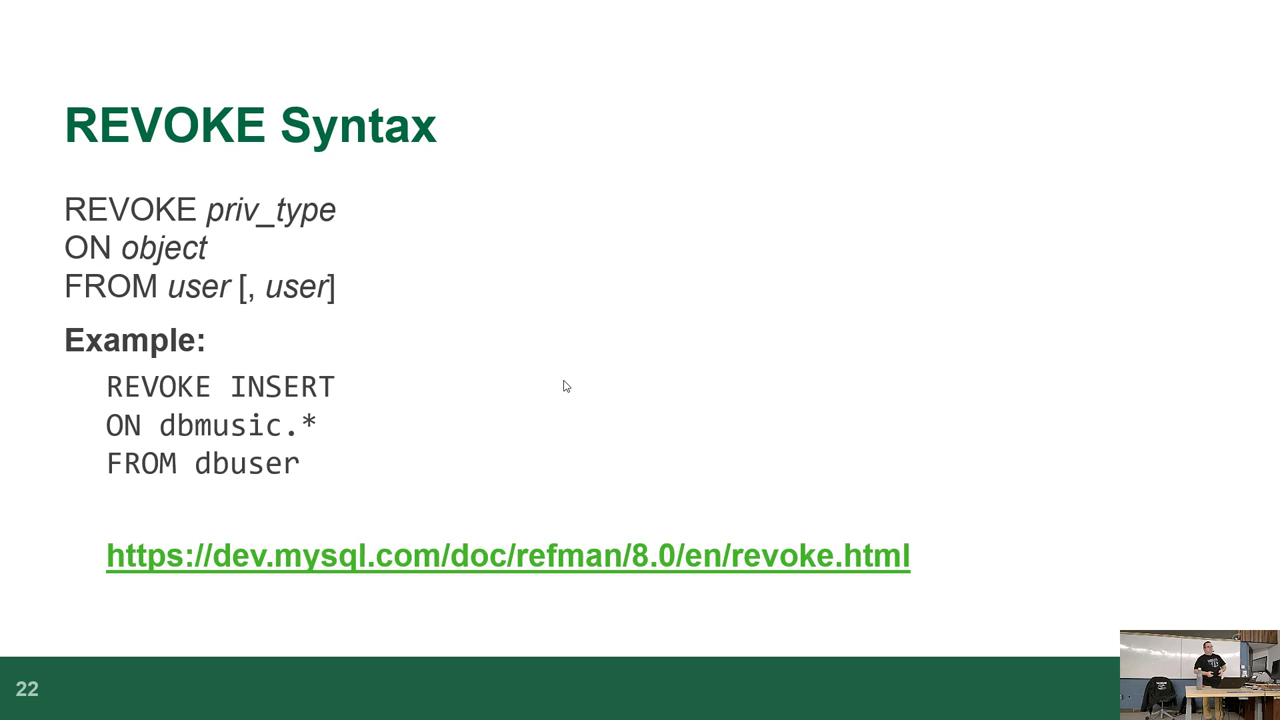 REVOKE Syntax
REVOKE priv_type
ON object
FROM user [, user]
Example:
REVOKE INSERT
ON dbmusic.*
FROM dbuser
https://dev.mysql.com/doc/refman/8.0/en/revoke.html
22